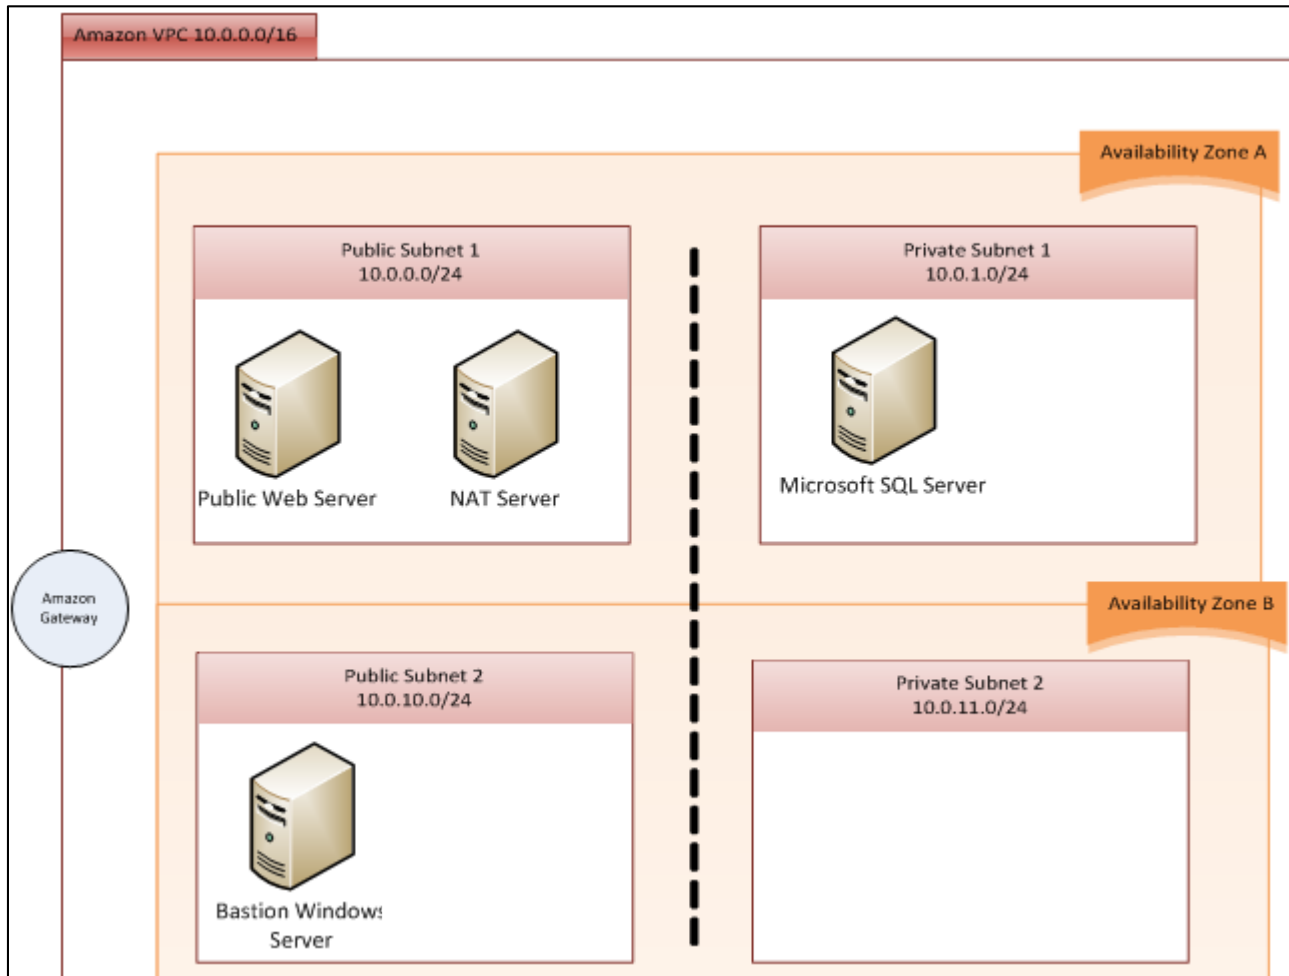 Amazon VPC 10.0.0.0/16
Availability Zone A
Public Subnet 1
10.0.0.0/24
Private Subnet 1
10.0.1.0/24
Public Web Server
NAT Server
Microsoft SQL Server
Amazon
Gateway
Availability Zone B
Public Subnet 2
10.0.10.0/24
Private Subnet 2
10.0.11.0/24
Bastion Windows
Server